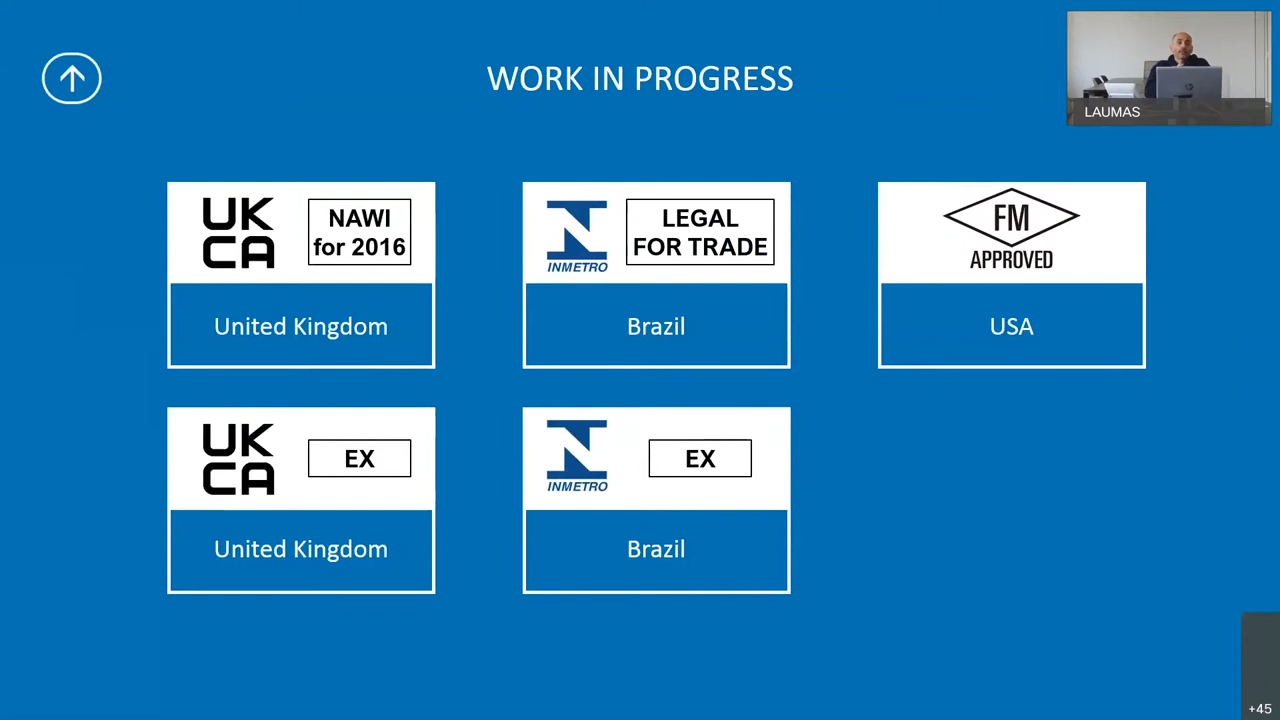 WORK IN PROGRESS
LAUMAS
UK
CA
NAWI
for 2016
United Kingdom
INMETRO
LEGAL
FOR TRADE
Brazil
FM
APPROVED
USA
UK
CA
EX
United Kingdom
INMETRO
EX
Brazil
+45